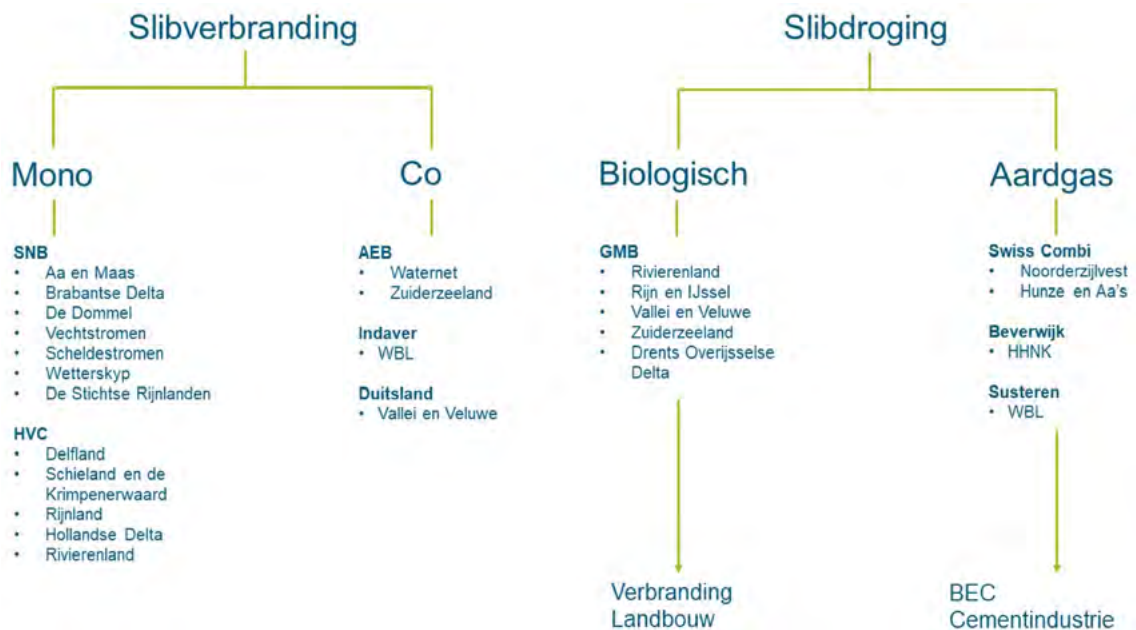 Slibverbranding
Mono
SNB
• Aa en Maas
• Brabantse Delta
• De Dommel
• Vechtstromen
• Scheldestromen
• Wetterskyp
• De Stichtse Rijnlanden
HVC
• Delfland
• Schieland en de
Krimpenerwaard
• Rijnland
• Hollandse Delta
• Rivierenland
Co
AEB
• Waternet
• Zuiderzeeland
Indaver
• WBL
Duitsland
• Vallei en Veluwe
Slibdroging
Biologisch
GMB
• Rivierenland
• Rijn en IJssel
• Vallei en Veluwe
• Zuiderzeeland
• Drents Overijsselse
Delta
Verbranding
Landbouw
Aardgas
Swiss Combi
• Noorderzijlvest
• Hunze en Aa's
Beverwijk
• HHNK
Susteren
• WBL
BEC
Cementindustrie